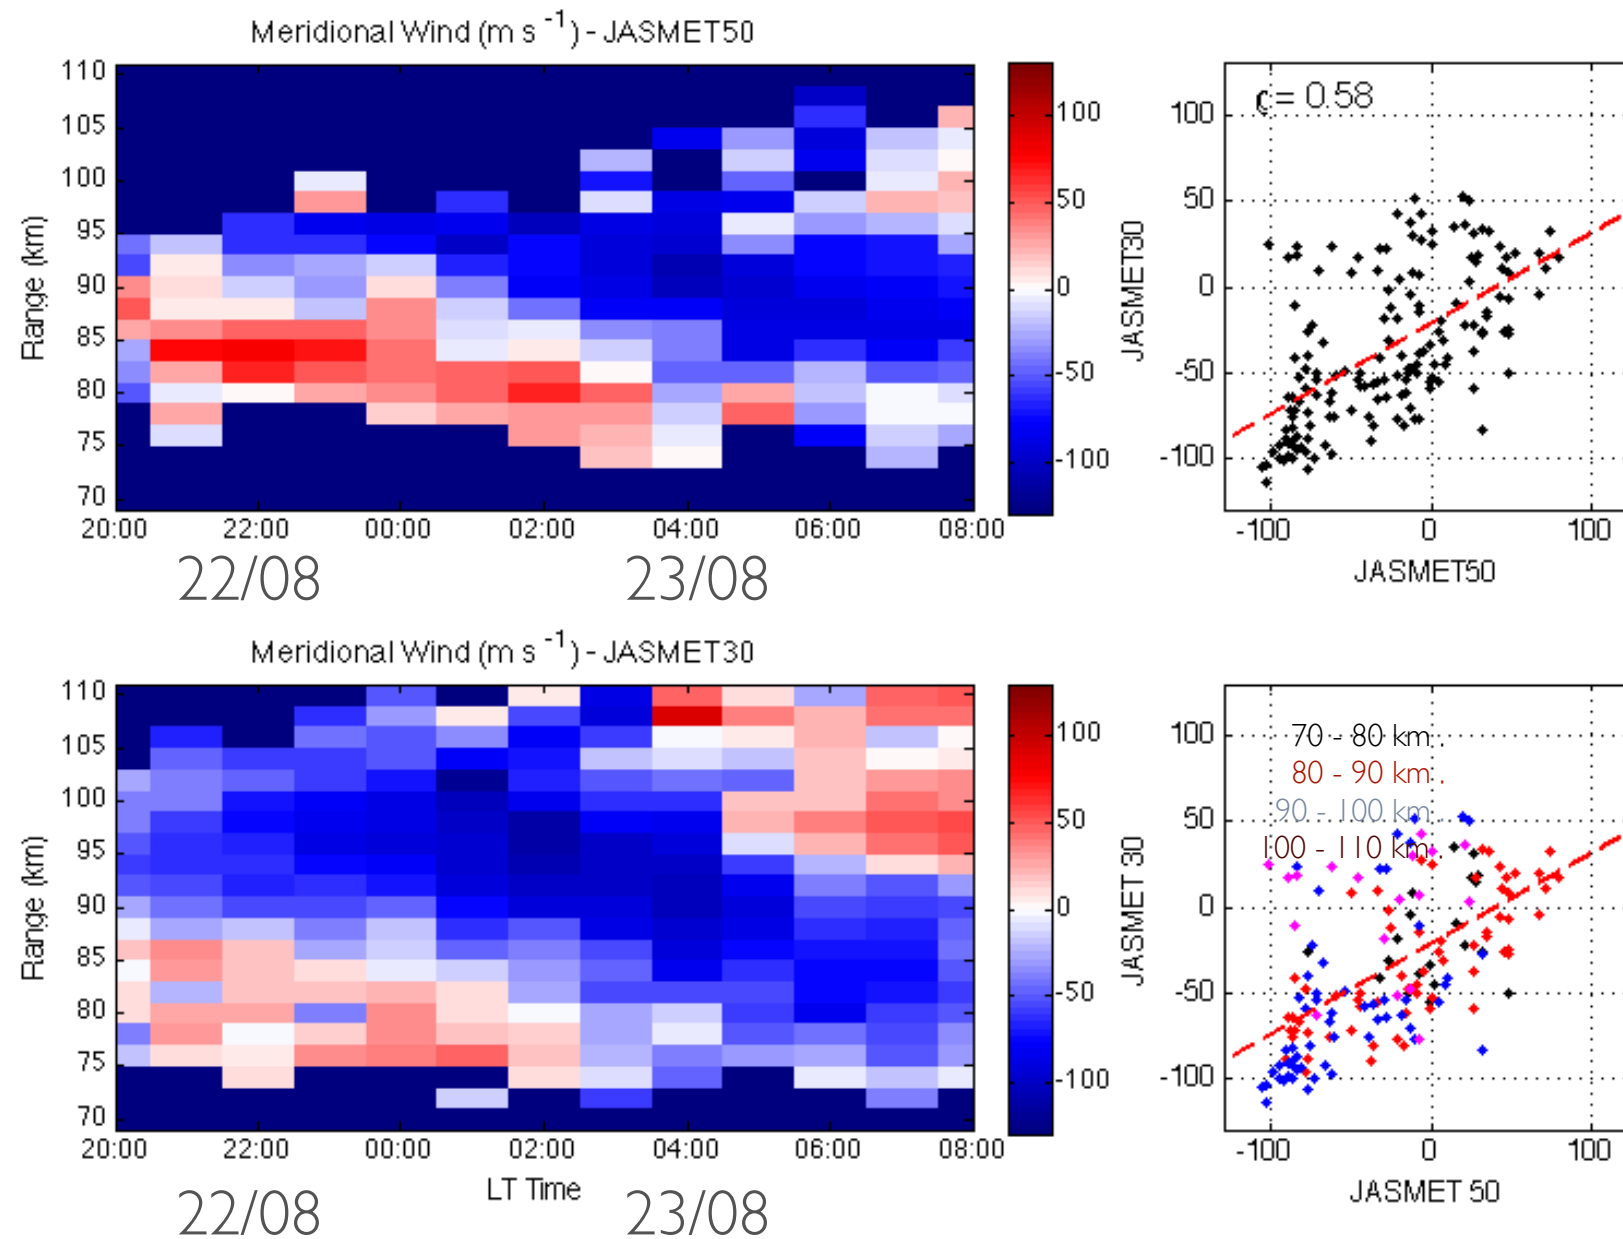 Meridional Wind (m s -1) - JASMET50
110
105
100
95
90
85
80
75
70
Range (km)
20:00 22:00 00:00 02:00 04:00 06:00 08:00
22/08 23/08
100
50
0
-50
-100
= 0.58
100
50
0
-50
-100
JASMET30
-100 0 100
JASMET50
Meridional Wind (m s -1) - JASMET30
110
105
100
95
90
85
80
75
70
Range (km)
20:00 22:00 00:00 02:00 04:00 06:00 08:00
LT Time
22/08 23/08
100
50
0
-50
-100
70 - 80 km .
80 - 90 km .
90 - 100 km .
100 - 110 km .
100
50
0
-50
-100
JASMET 30
-100 0 100
JASMET 50